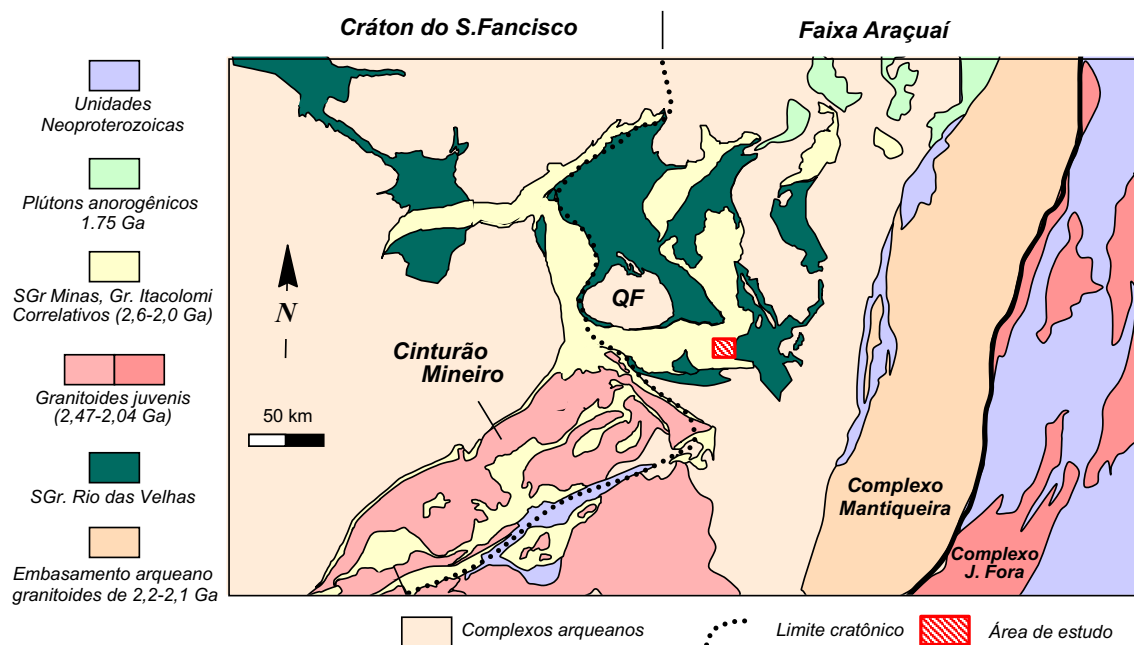 Cráton do S.Fancisco
Faixa Araçuaí
Unidades
Neoproterozoicas
Plútons anorogênicos
1.75 Ga
SGr Minas, Gr. Itacolomi
Correlativos (2,6-2,0 Ga)
Granitoides juvenis
(2,47-2,04 Ga)
SGr. Rio das Velhas
Embasamento arqueano
granitoides de 2,2-2,1 Ga
N
50 km
QF
Cinturão
Mineiro
Complexo
Mantiqueira
Complexo
J. Fora
Complexos arqueanos
Limite cratônico
Área de estudo